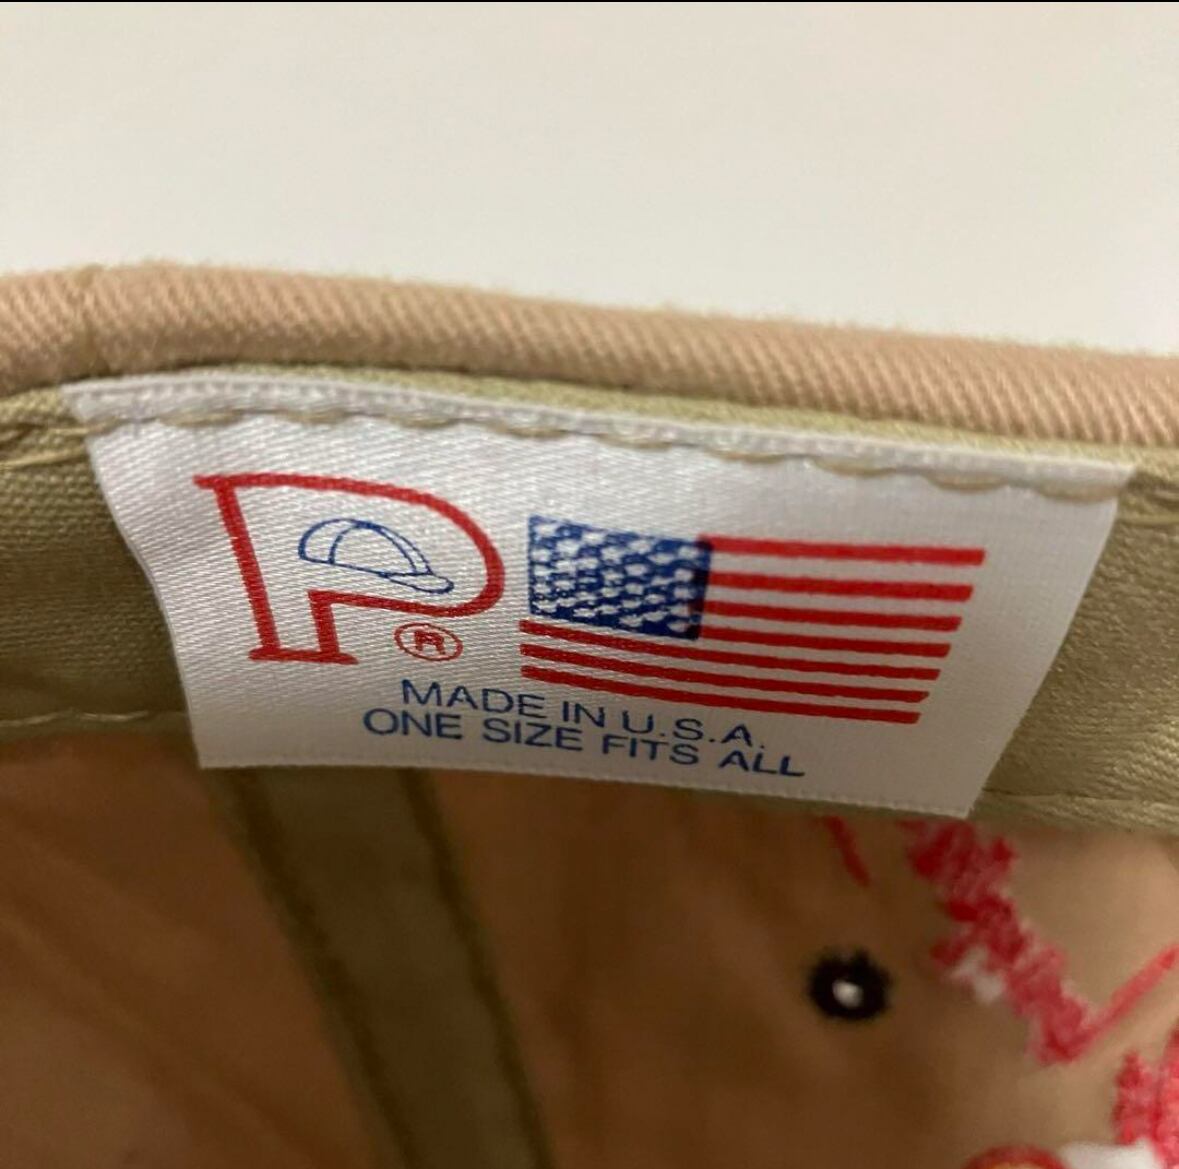 P ®
MADE IN U.S.A.
ONE SIZE FITS ALL